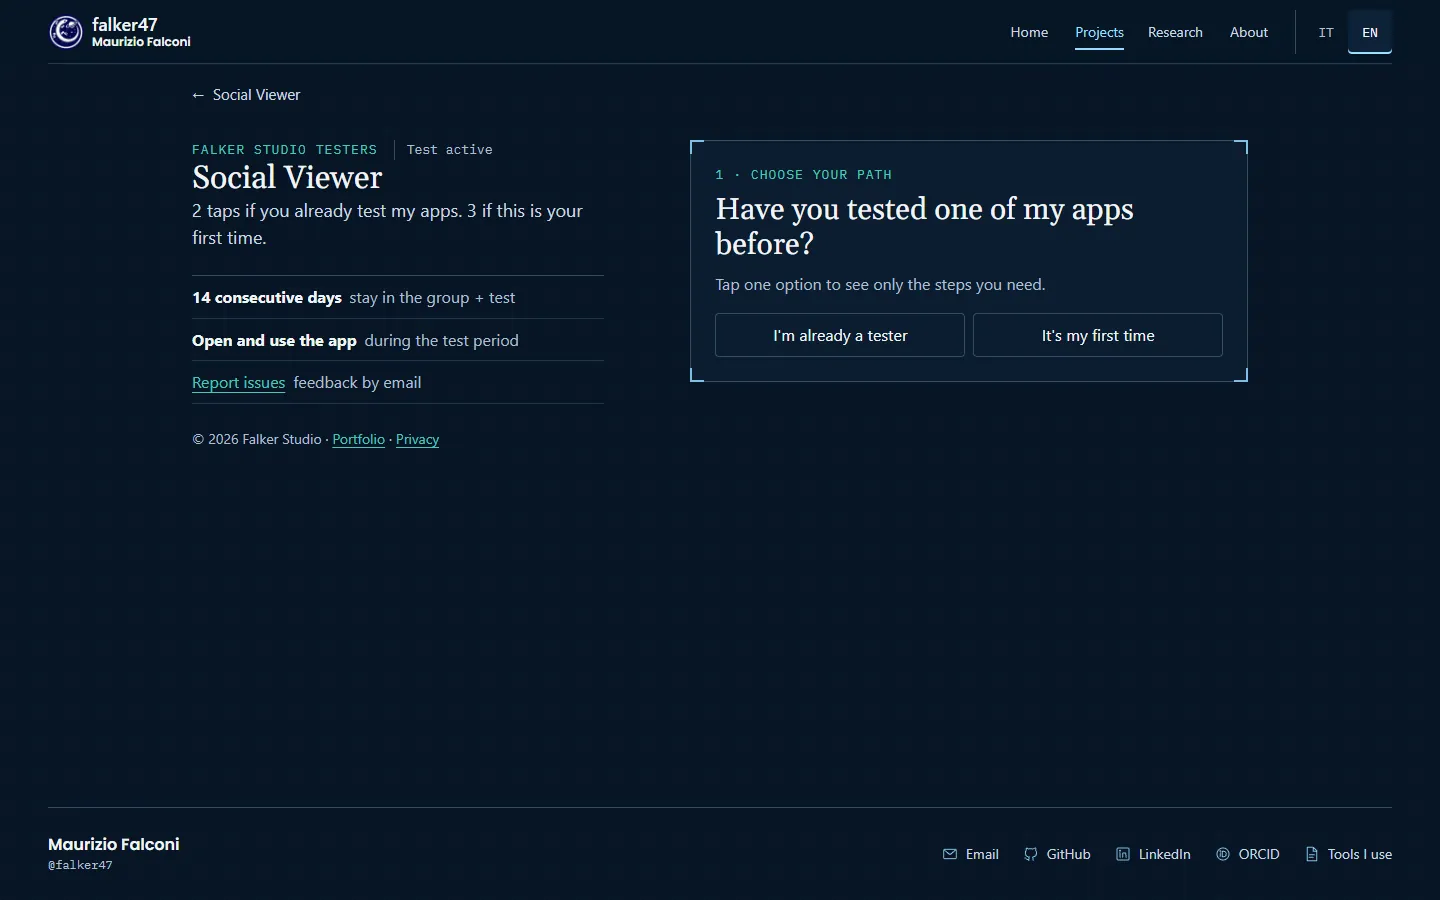 falker47
Maurizio Falconi
Home
Projects
Research
About
IT
EN
← Social Viewer
FALKER STUDIO TESTERS
Test active
Social Viewer
2 taps if you already test my apps. 3 if this is your
first time.
14 consecutive days stay in the group + test
Open and use the app during the test period
Report issues feedback by email
© 2026 Falker Studio · Portfolio · Privacy
1 · CHOOSE YOUR PATH
Have you tested one of my apps
before?
Tap one option to see only the steps you need.
I'm already a tester
It's my first time
Maurizio Falconi
@falker47
Email
GitHub
LinkedIn
ORCID
Tools I use